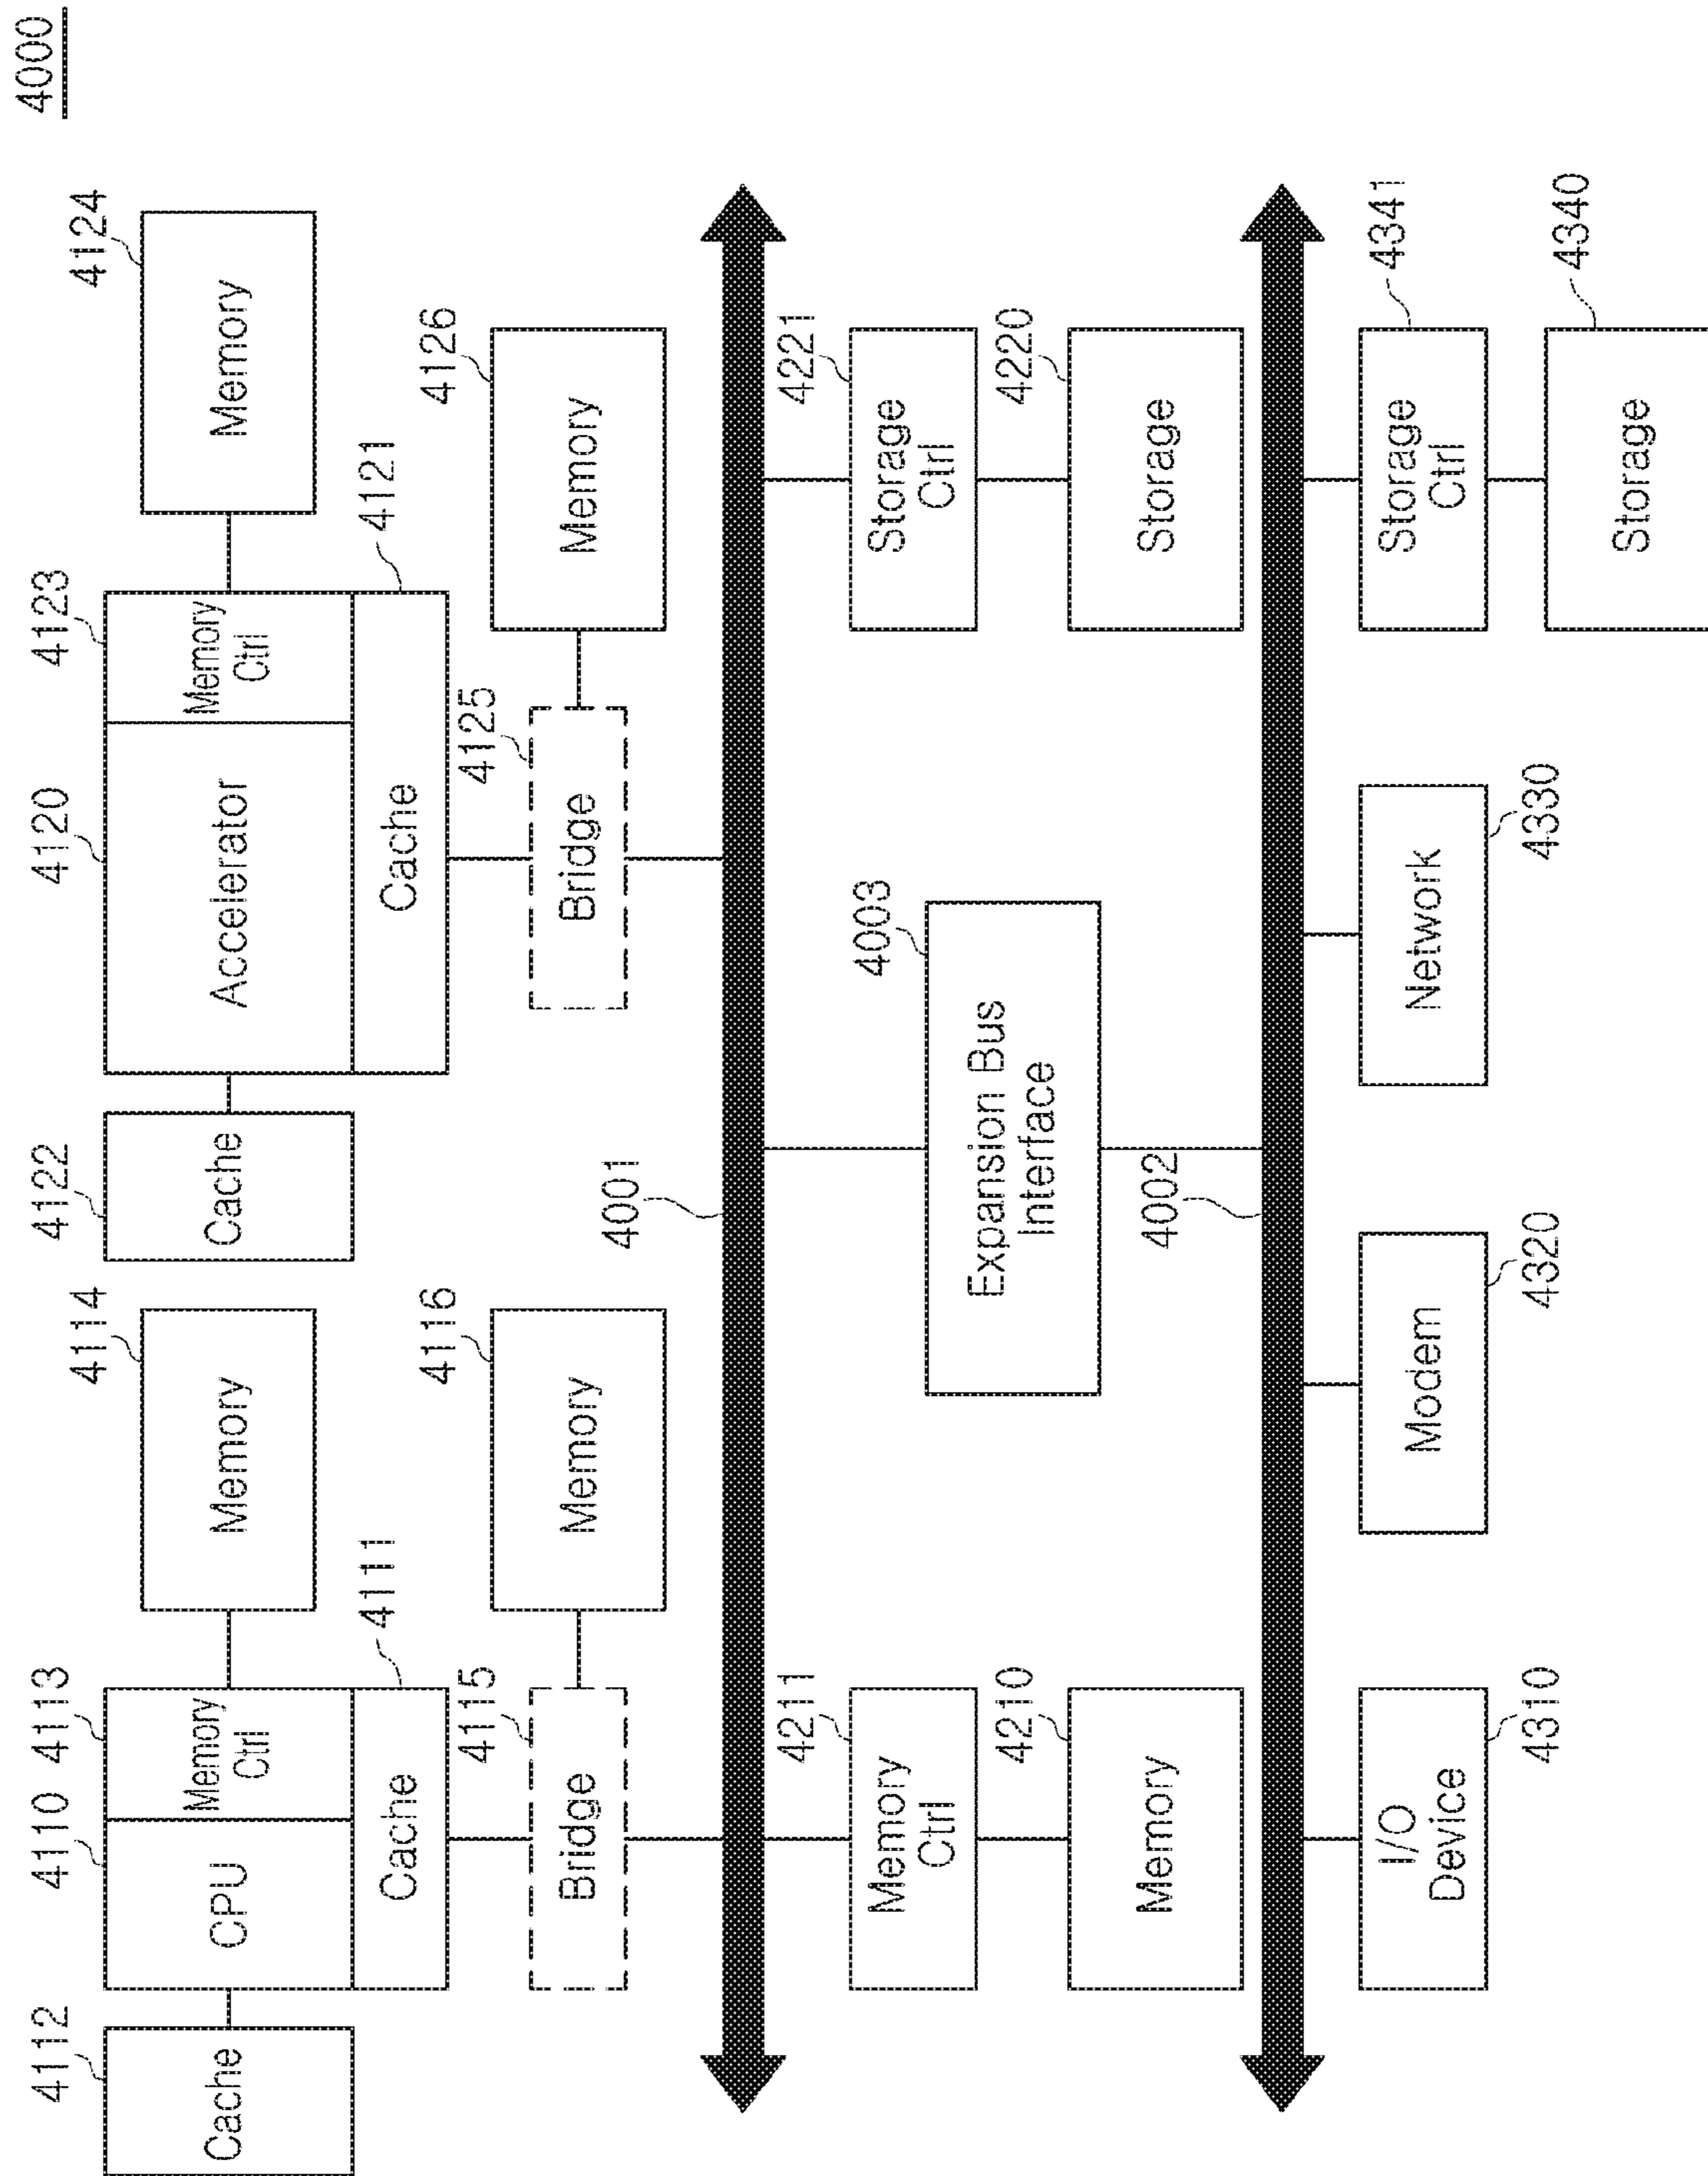 4000
4112
4110
4113
4114
4122
4120
4123
4124
Cache
CPU
Memory
Ctrl
Memory
Cache
Accelerator
Memory
Ctrl
Memory
4111
4121
Cache
Cache
4115
4116
4125
4126
Bridge
Memory
Bridge
Memory
4001
4211
4003
4221
Memory
Ctrl
Expansion Bus
Interface
Storage
Ctrl
4210
4220
Memory
Storage
4002
I/O
Device
Modem
Network
Storage
Ctrl
4341
4310
4320
4330
4340
Storage